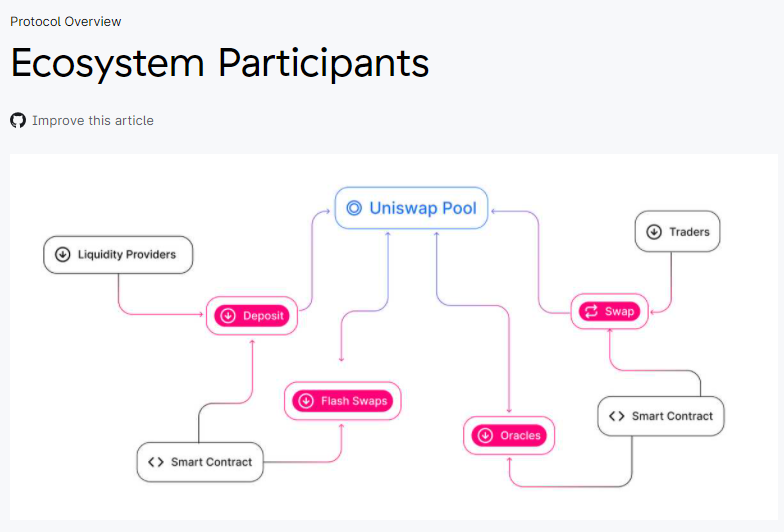 Protocol Overview
Ecosystem Participants
Improve this article
Uniswap Pool
Traders
Liquidity Providers
Deposit
Swap
Flash Swaps
Smart Contract
Oracles
Smart Contract